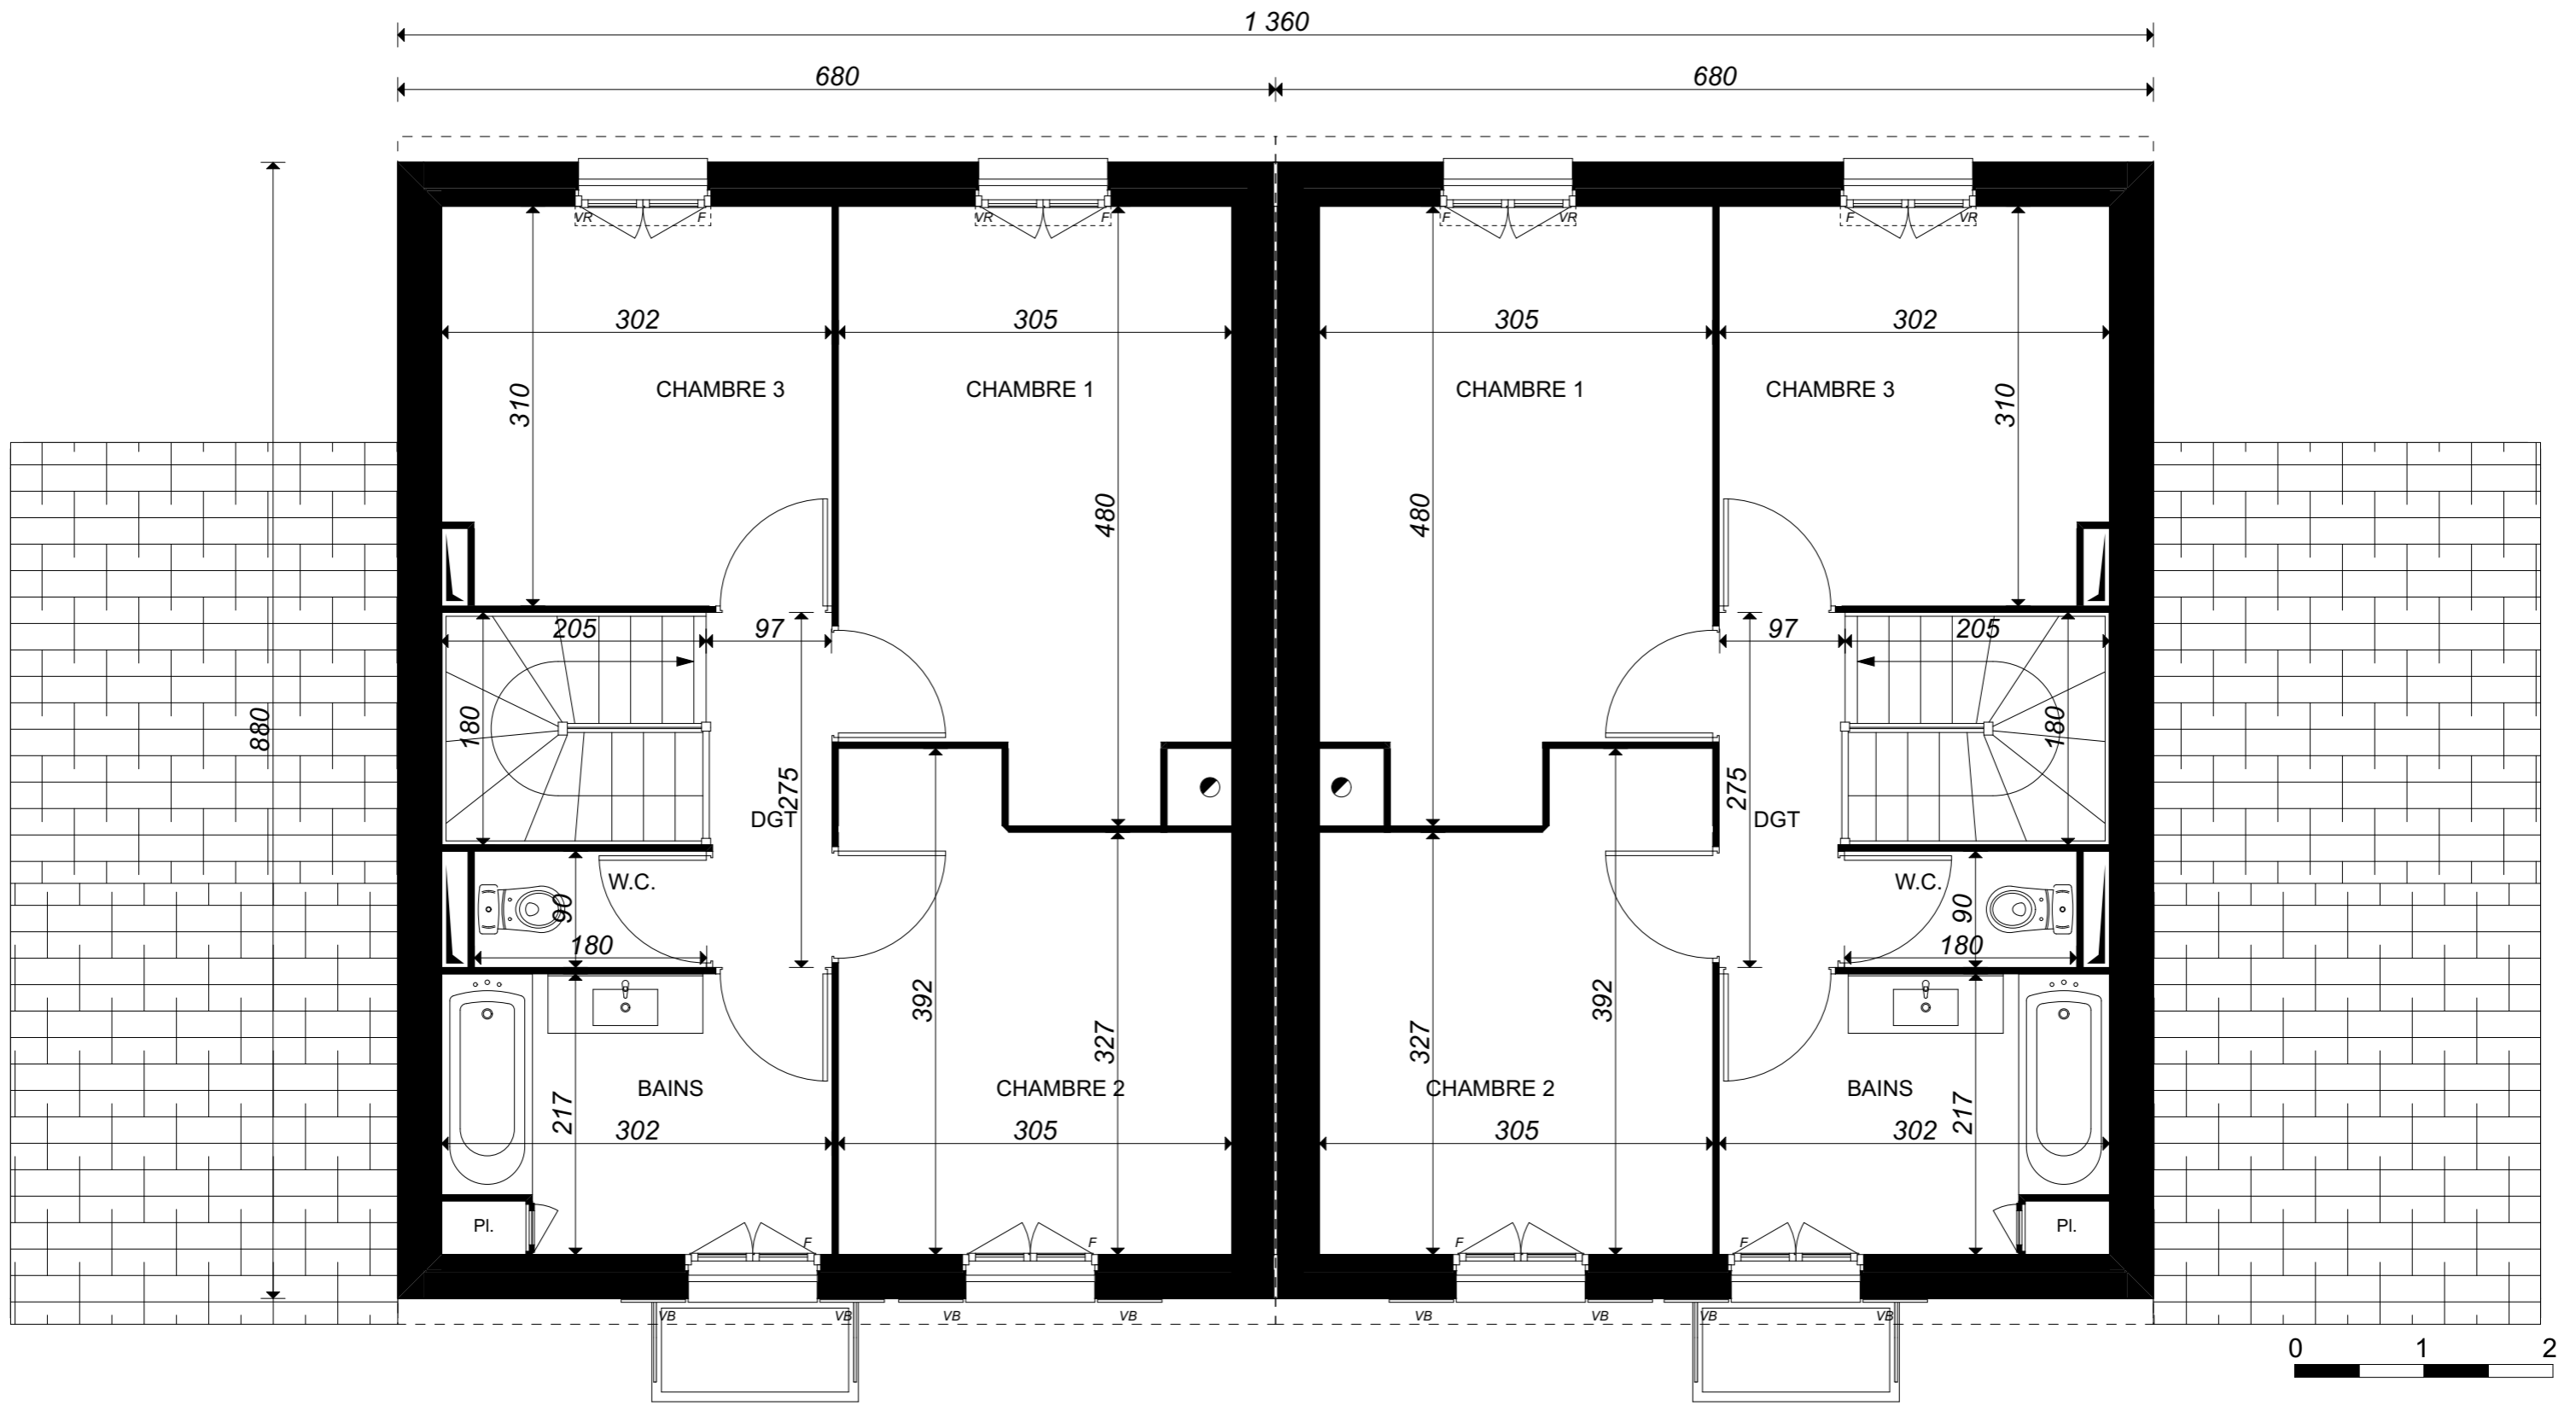 1 360
680 680
VR F VR F F VR F VR
302 305 305 302
CHAMBRE 3 CHAMBRE 1 CHAMBRE 1 CHAMBRE 3
310 480 480 310
205 97 97 205
880 180 275 275 180
DGT DGT
W.C. W.C.
90 90
180 180
392 327 327 392
BAINS CHAMBRE 2 CHAMBRE 2 BAINS
217 217
302 305 305 302
Pl. Pl.
F F F F
VB VB VB VB VB VB VB VB
0 1 2